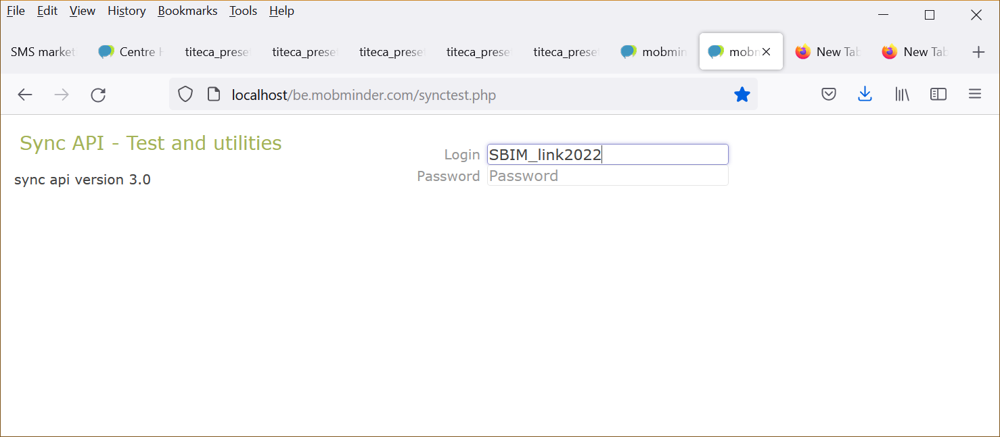 File Edit View History Bookmarks Tools Help
SMS market Centre titeca_prese titeca_prese titeca_prese titeca_prese titeca_prese mobmin mobm New Tab New Tab
localhost/be.mobminder.com/synctest.php
Sync API - Test and utilities
Login SBIM_link2022
Password Password
sync api version 3.0